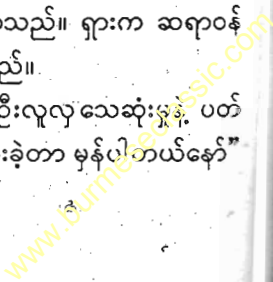 သည်။ ရှားက ဆရာဝန်
ည်။
ဦးလူလှ သေဆုံးမှုနဲ့ ပတ်
းခဲ့တာ မှန်ပါတယ်နော်”
www.burmeseclassic.com